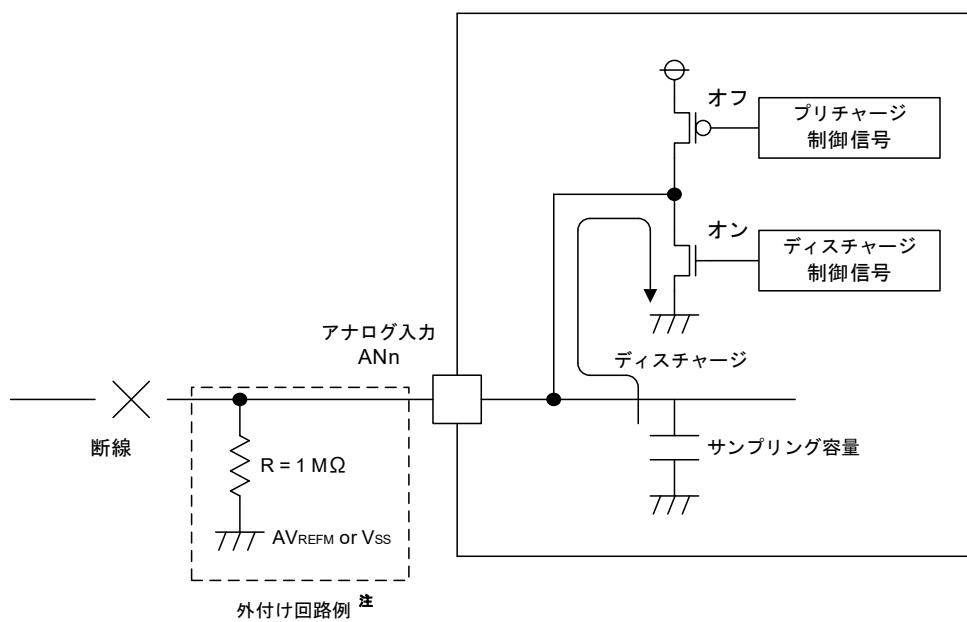 オフ
プリチャージ
制御信号
オン
ディスチャージ
制御信号
アナログ入力
ANn
ディスチャージ
断線
R = 1 MΩ
サンプリング容量
AVREFM or VSS
外付け回路例 注